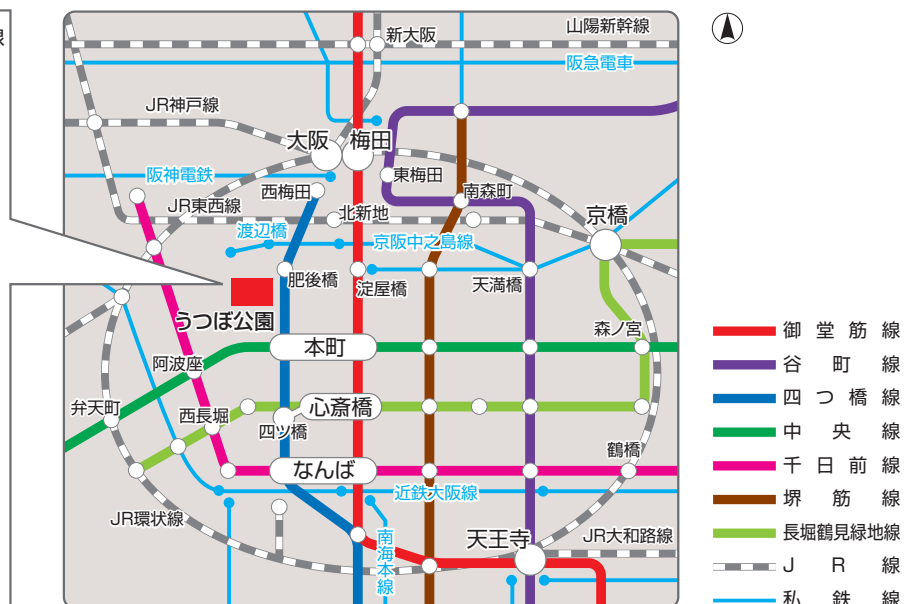 線
新大阪
山陽新幹線
阪急電車
JR神戸線
大阪
梅田
阪神電鉄
西梅田
東梅田
南森町
JR東西線
北新地
京橋
渡辺橋
京阪中之島線
肥後橋
淀屋橋
天満橋
うつぼ公園
森ノ宮
本町
阿波座
弁天町
西長堀
心斎橋
四ツ橋
鶴橋
なんば
近鉄大阪線
JR環状線
南海本線
天王寺
JR大和路線
御堂筋線
谷町線
四つ橋線
中央線
千日前線
堺筋線
長堀鶴見緑地線
JR線
私鉄線